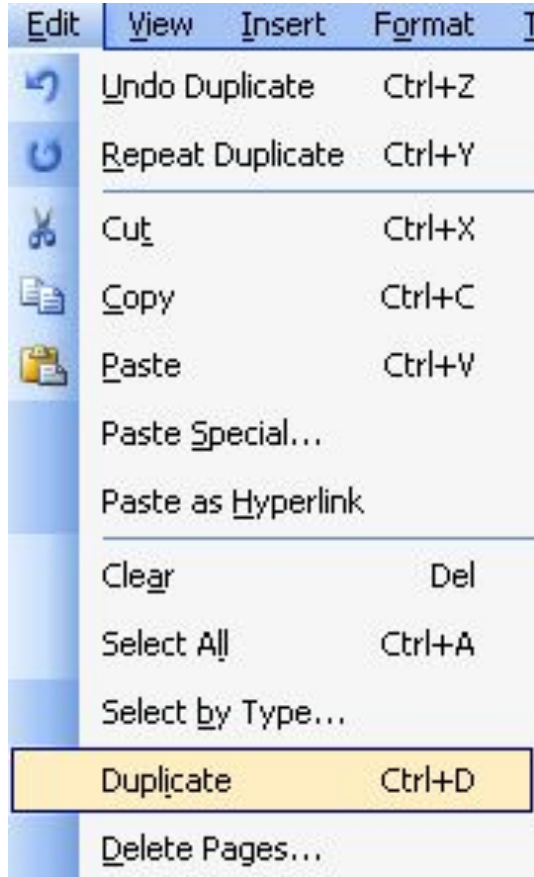 Edit View Insert Format T
Undo Duplicate Ctrl+Z
Repeat Duplicate Ctrl+Y
Cut Ctrl+X
Copy Ctrl+C
Paste Ctrl+V
Paste Special...
Paste as Hyperlink
Clear Del
Select All Ctrl+A
Select by Type...
Duplicate Ctrl+D
Delete Pages...